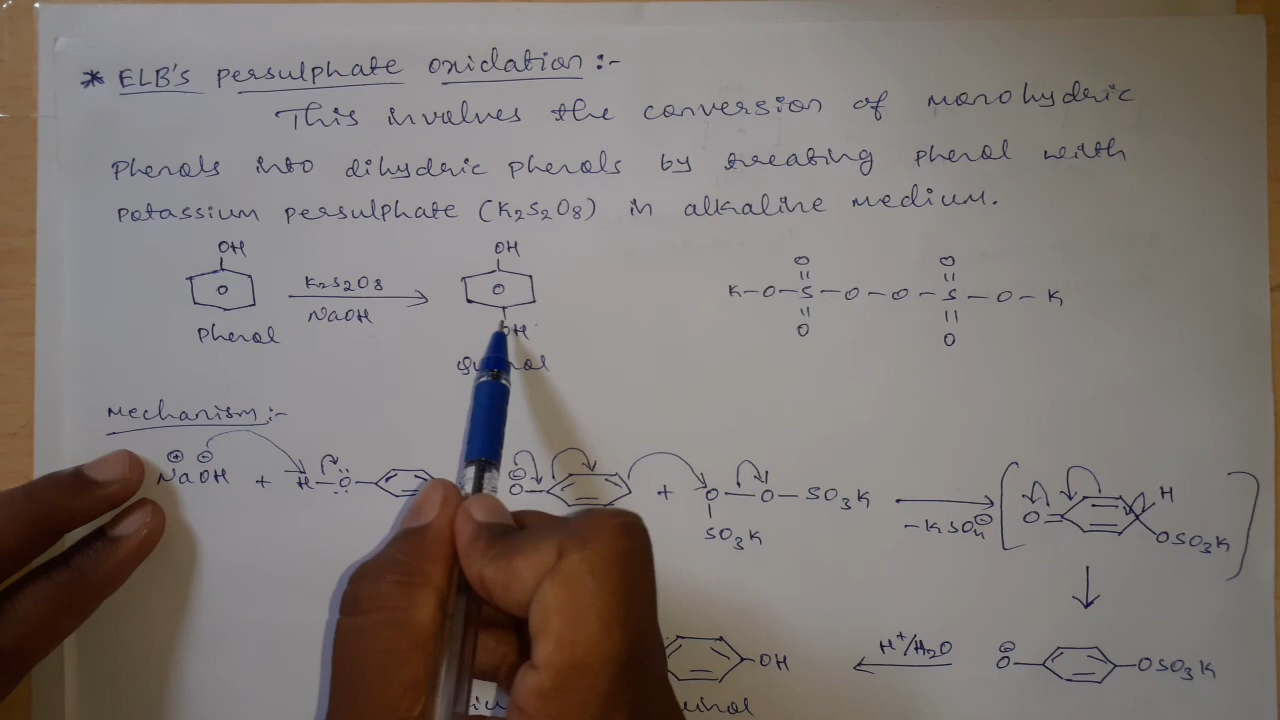 * ELB's persulphate oxidation :-
This involves the conversion of monohydric
phenols into dihydric phenols by treating phenol with
potassium persulphate (K2S2O8) in alkaline medium.
OH OH O O
K2S2O8 K-O-S-O-O-S-O-K
NaOH O O
Phenol OH
Mechanism:-
⊕ ⊖
NaOH + H-O- ⊖ O- + O-O-SO3K -KSO4⊖ O= H
SO3K OSO3K
OH H+/H2O ⊖ O- -OSO3K